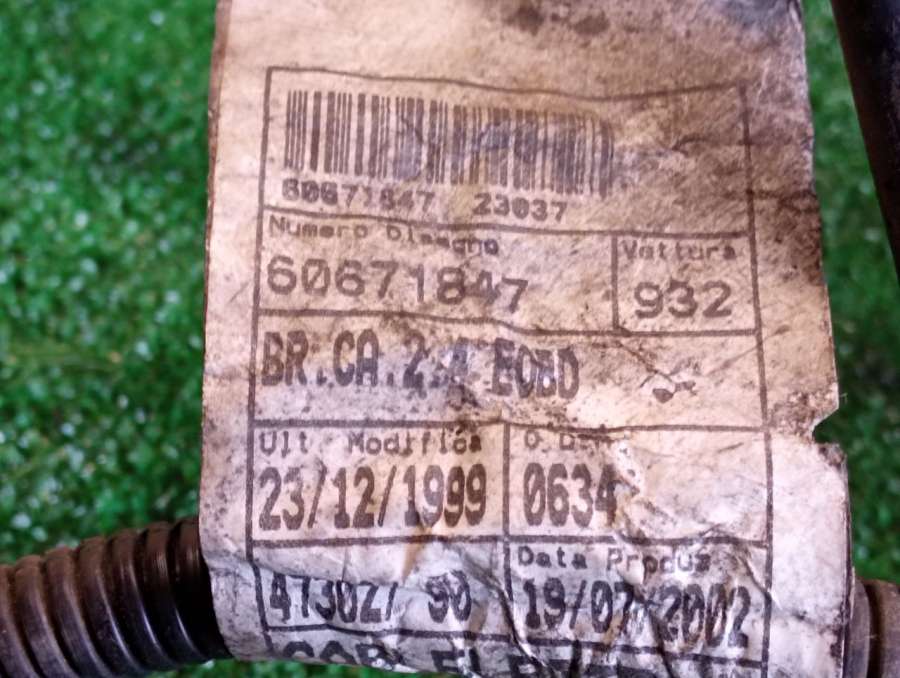 60671847 23037
Numero Disegno
Vettura
60671847
932
BR.CA.2. EOBD
Ult. Modifica
23/12/1999
0634
Data Produz
19/07/2002